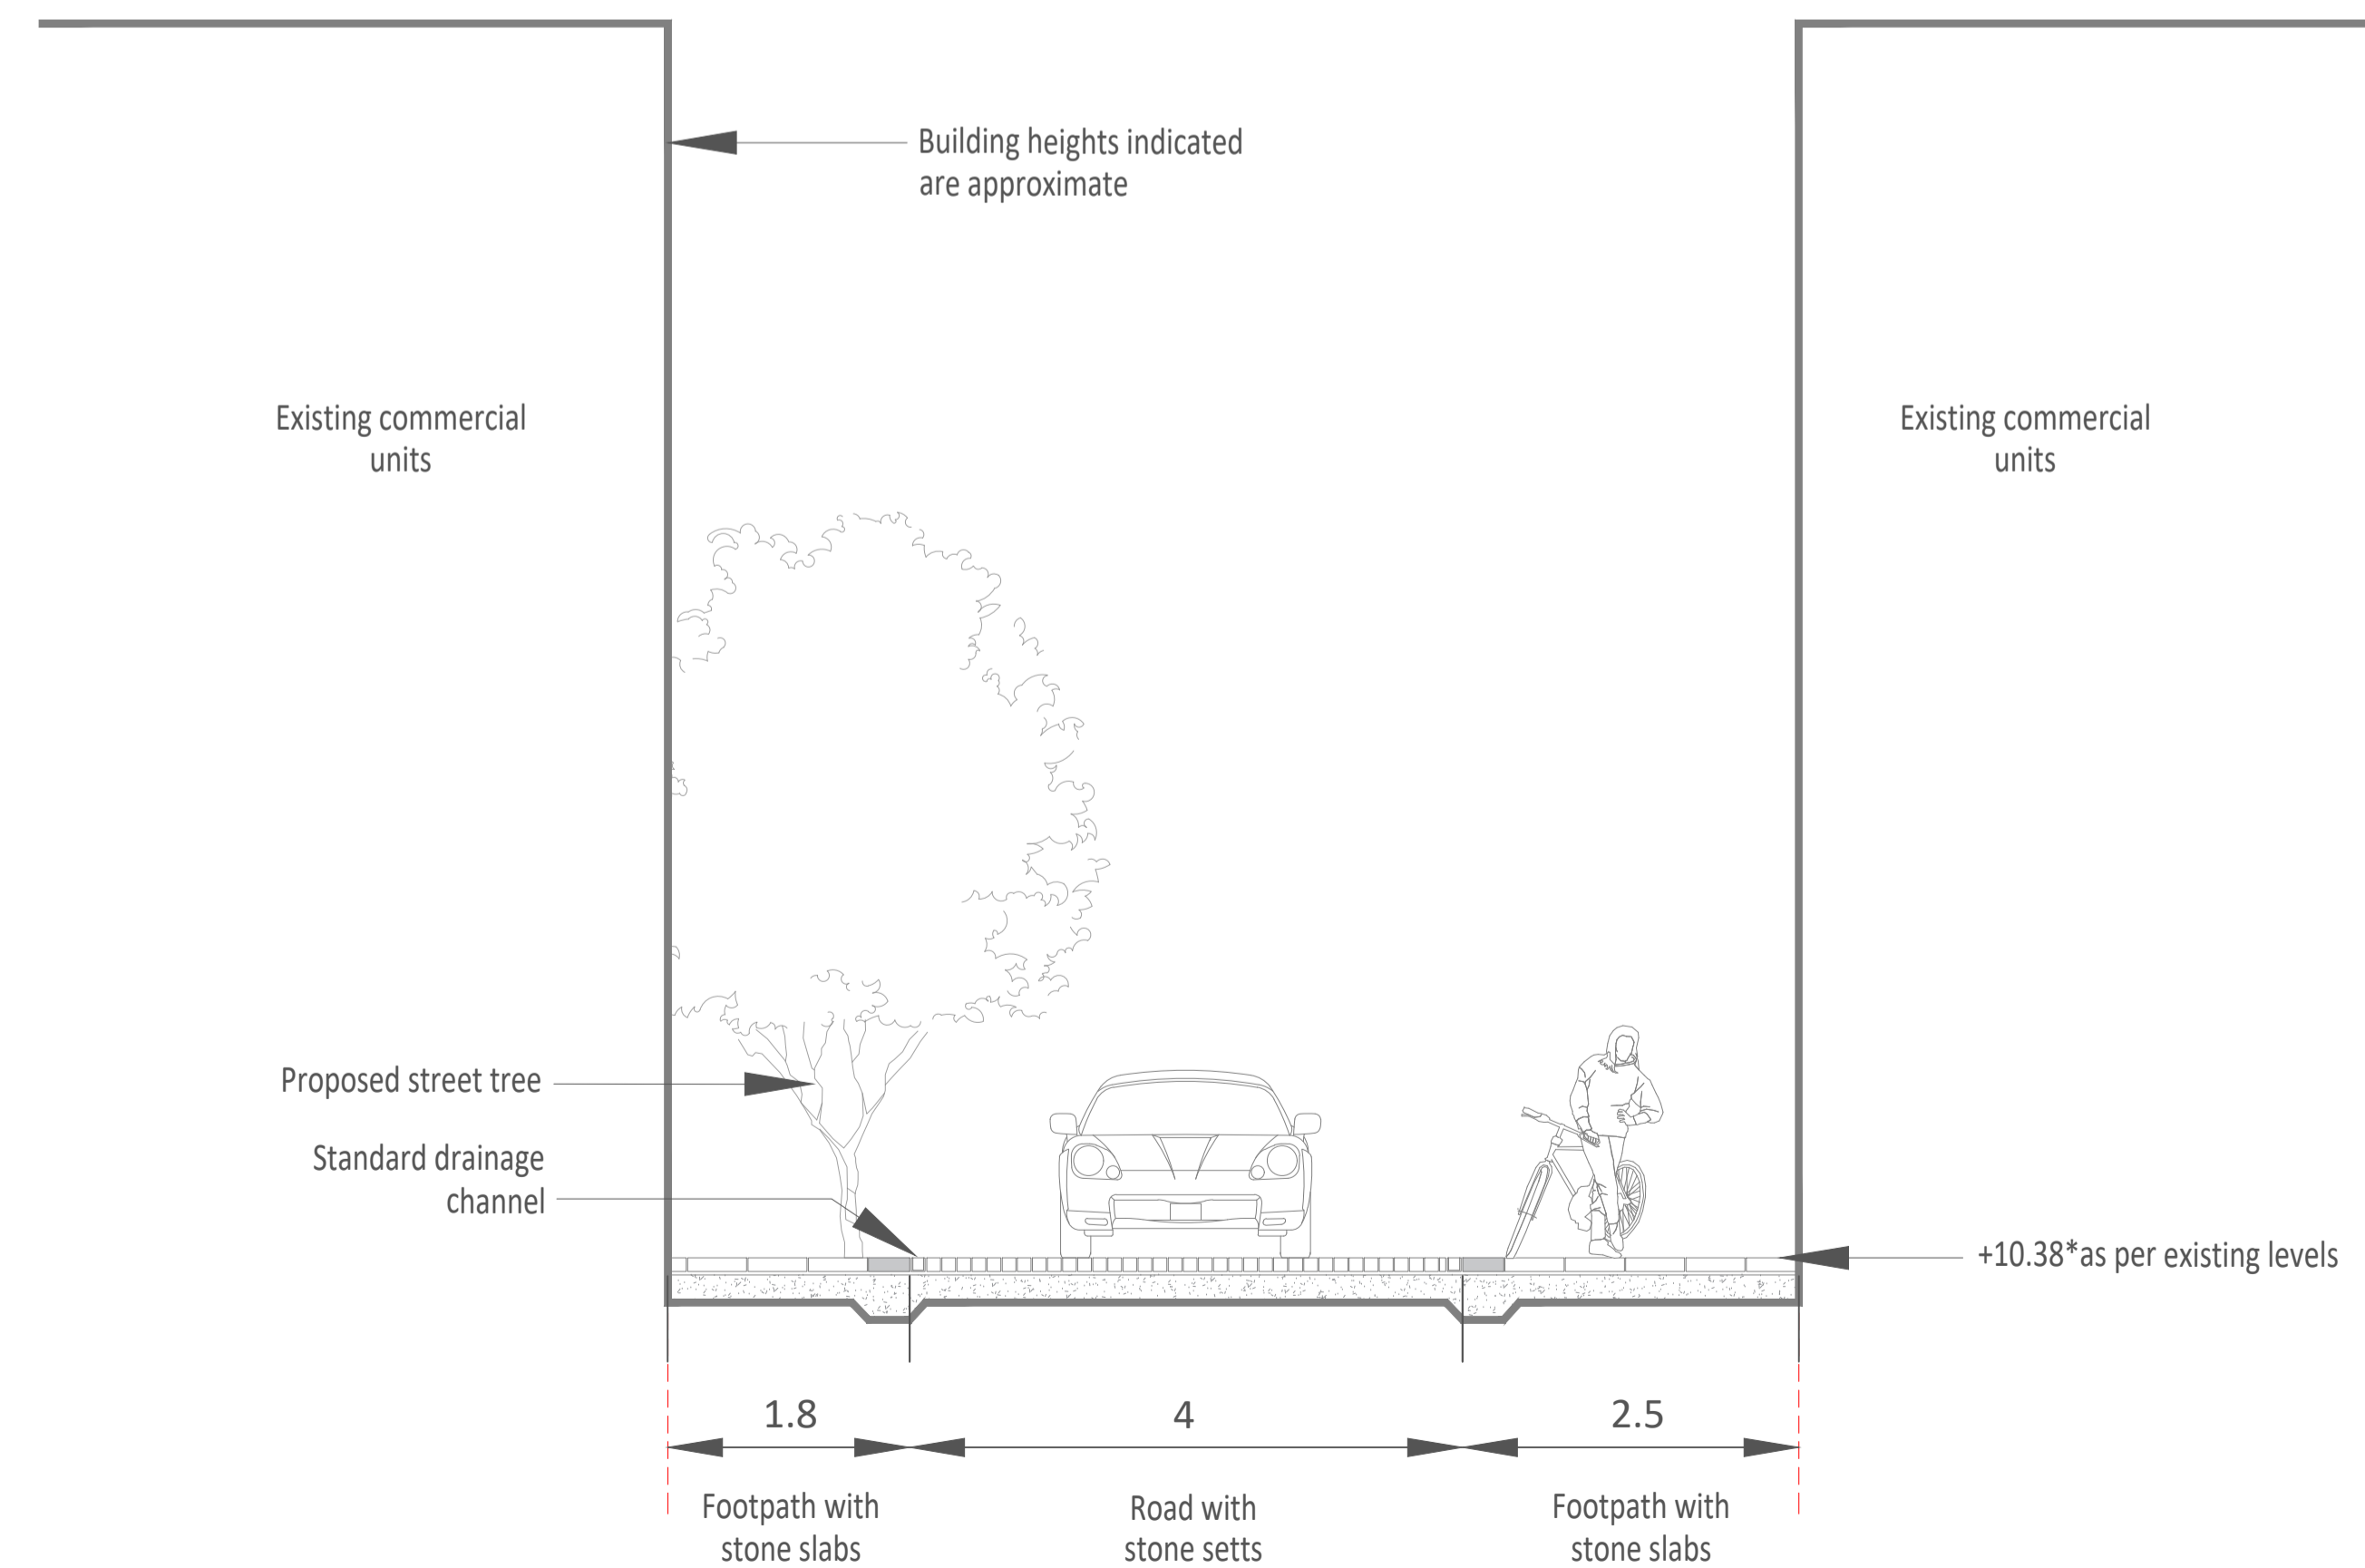 Building heights indicated
are approximate
Existing commercial
units
Existing commercial
units
Proposed street tree
Standard drainage
channel
+10.38*as per existing levels
1.8
4
2.5
Footpath with
stone slabs
Road with
stone setts
Footpath with
stone slabs